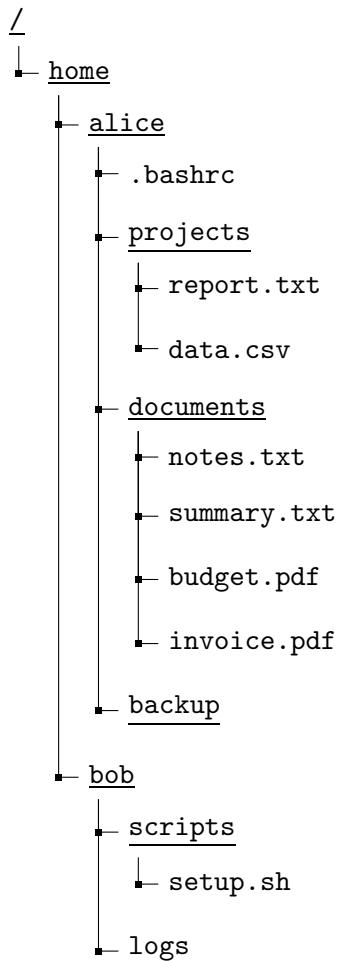 /
home
alice
.bashrc
projects
report.txt
data.csv
documents
notes.txt
summary.txt
budget.pdf
invoice.pdf
backup
bob
scripts
setup.sh
logs